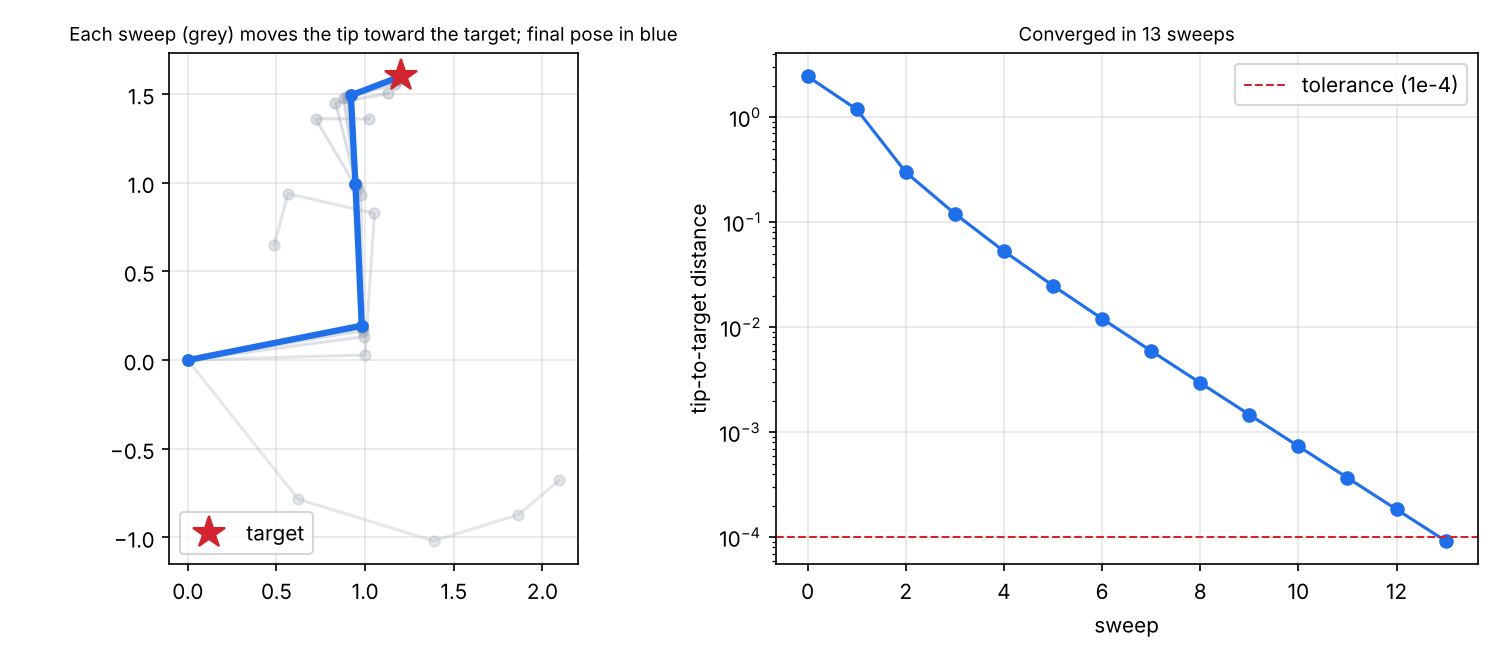 Each sweep (grey) moves the tip toward the target; final pose in blue
1.5
1.0
0.5
0.0
−0.5
−1.0
target
0.0 0.5 1.0 1.5 2.0
Converged in 13 sweeps
tolerance (1e-4)
tip-to-target distance
10⁰
10⁻¹
10⁻²
10⁻³
10⁻⁴
0 2 4 6 8 10 12
sweep